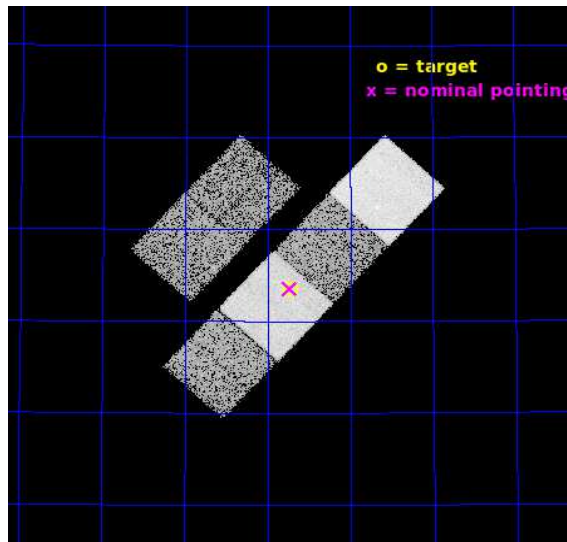 o = target
x = nominal pointing